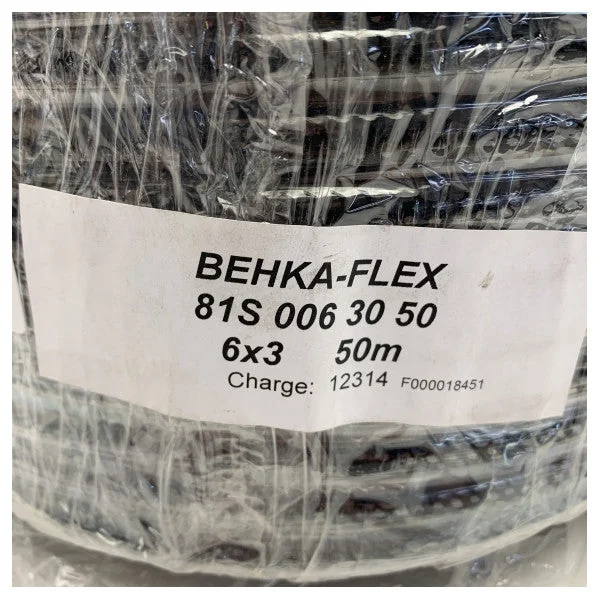 BEHKA-FLEX
81S 006 30 50
6x3 50m
Charge: 12314 F000018451